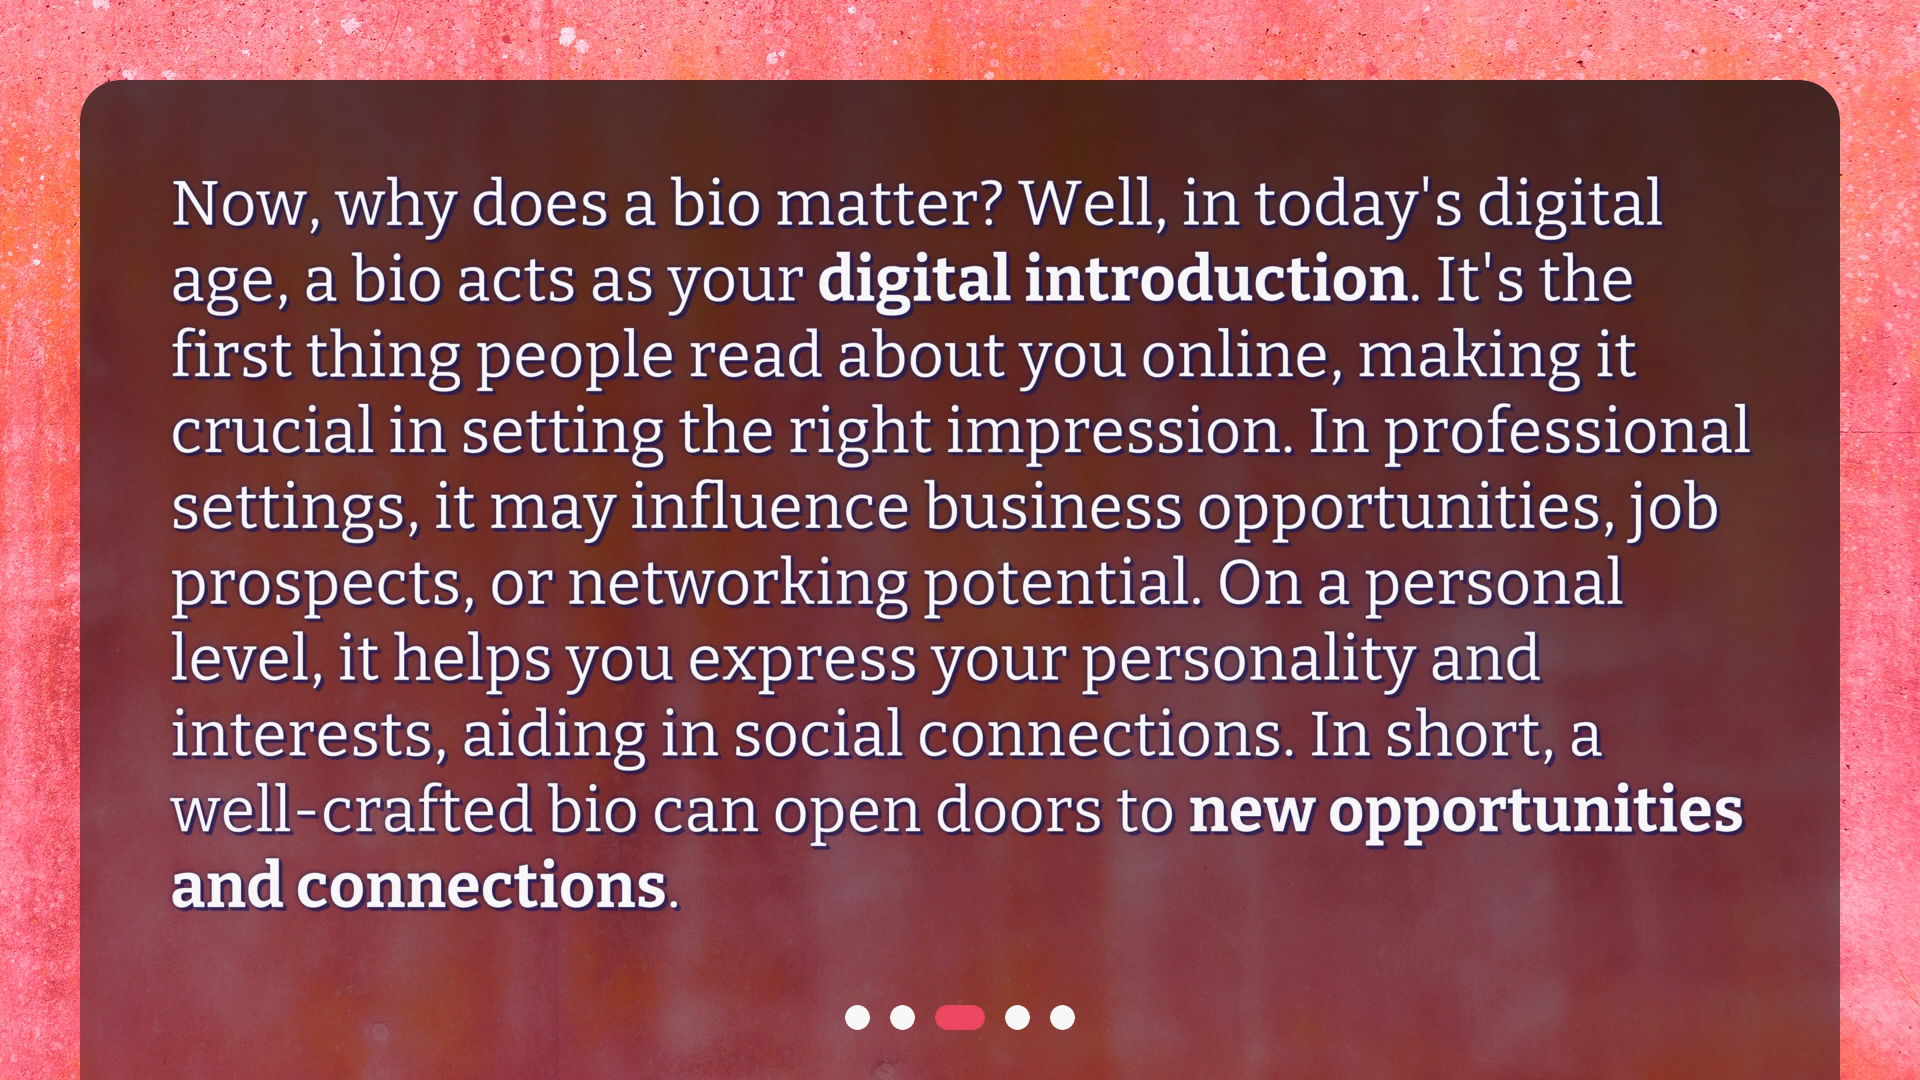 Now, why does a bio matter? Well, in today's digital
age, a bio acts as your digital introduction. It's the
first thing people read about you online, making it
crucial in setting the right impression. In professional
settings, it may influence business opportunities, job
prospects, or networking potential. On a personal
level, it helps you express your personality and
interests, aiding in social connections. In short, a
well-crafted bio can open doors to new opportunities
and connections.